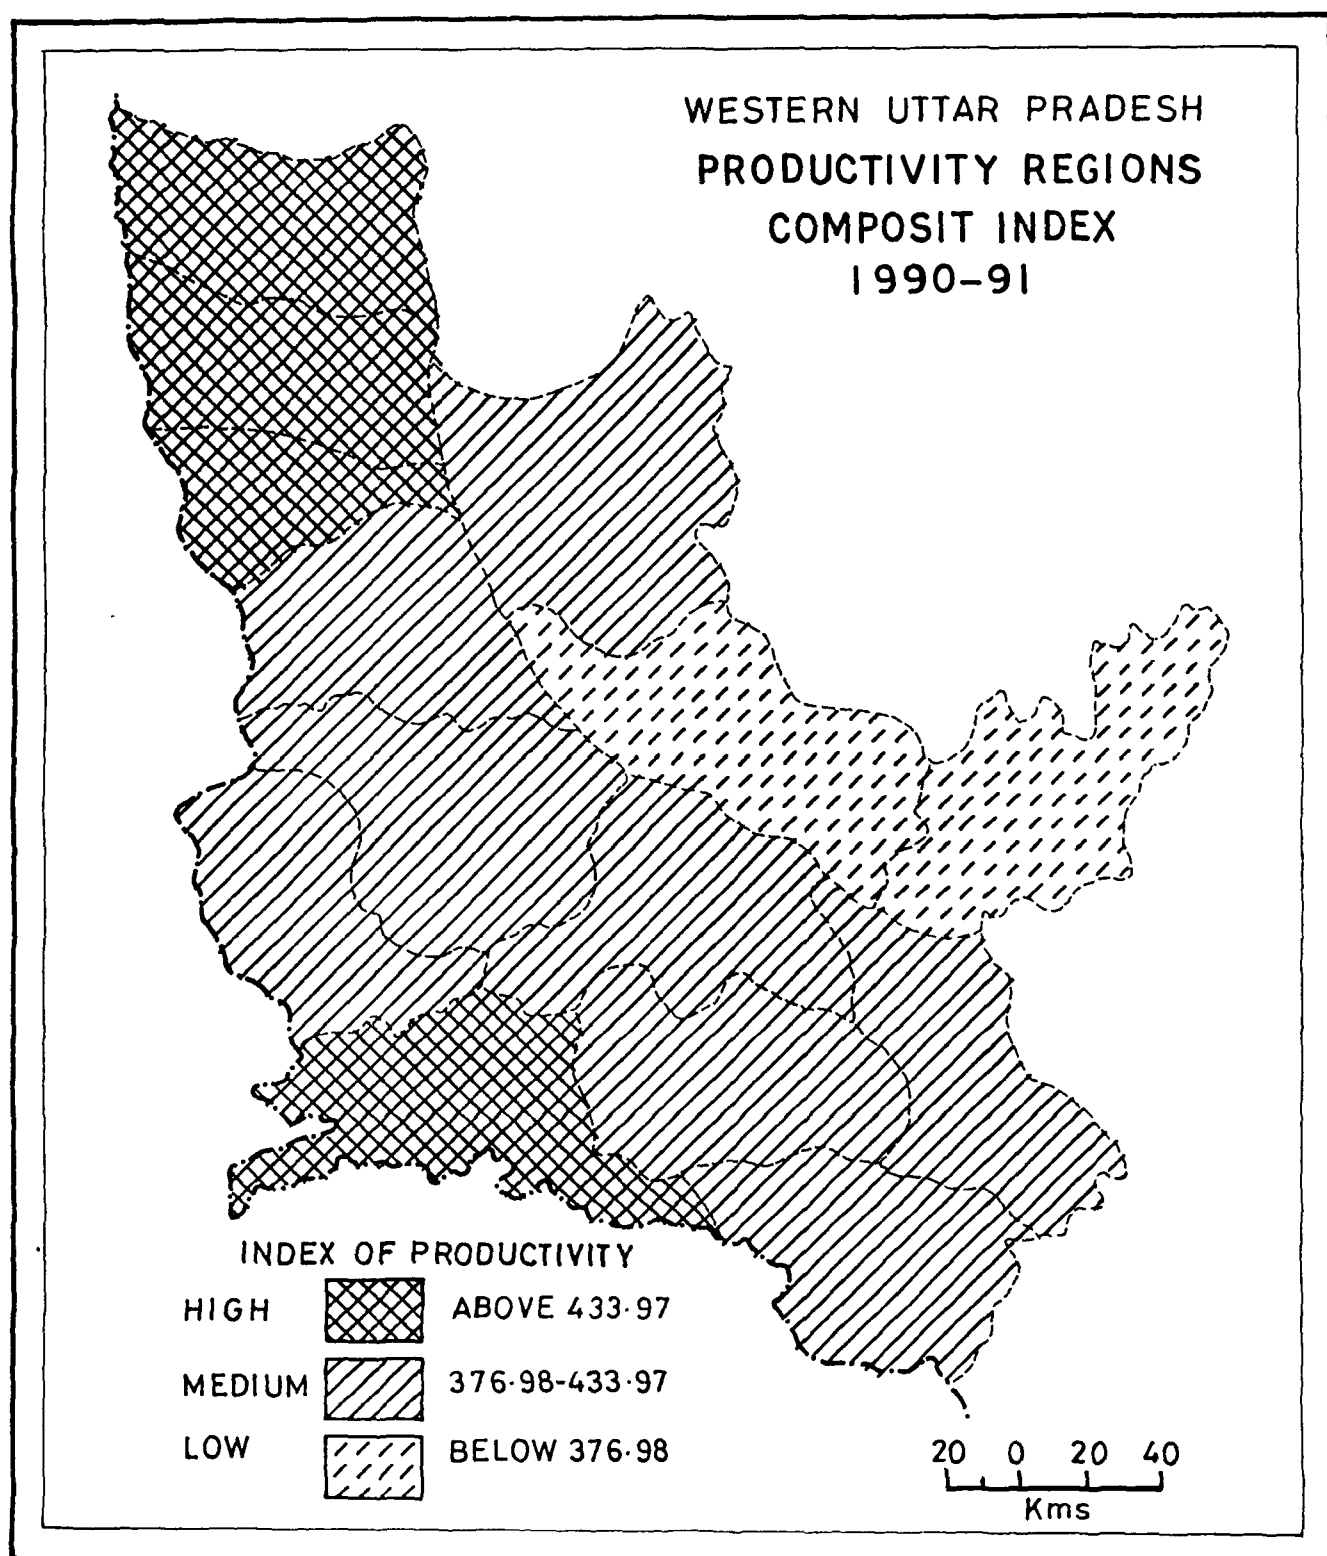 WESTERN UTTAR PRADESH
PRODUCTIVITY REGIONS
COMPOSIT INDEX
1990-91
INDEX OF PRODUCTIVITY
HIGH ABOVE 433·97
MEDIUM 376·98-433·97
LOW BELOW 376·98
20 0 20 40
Kms